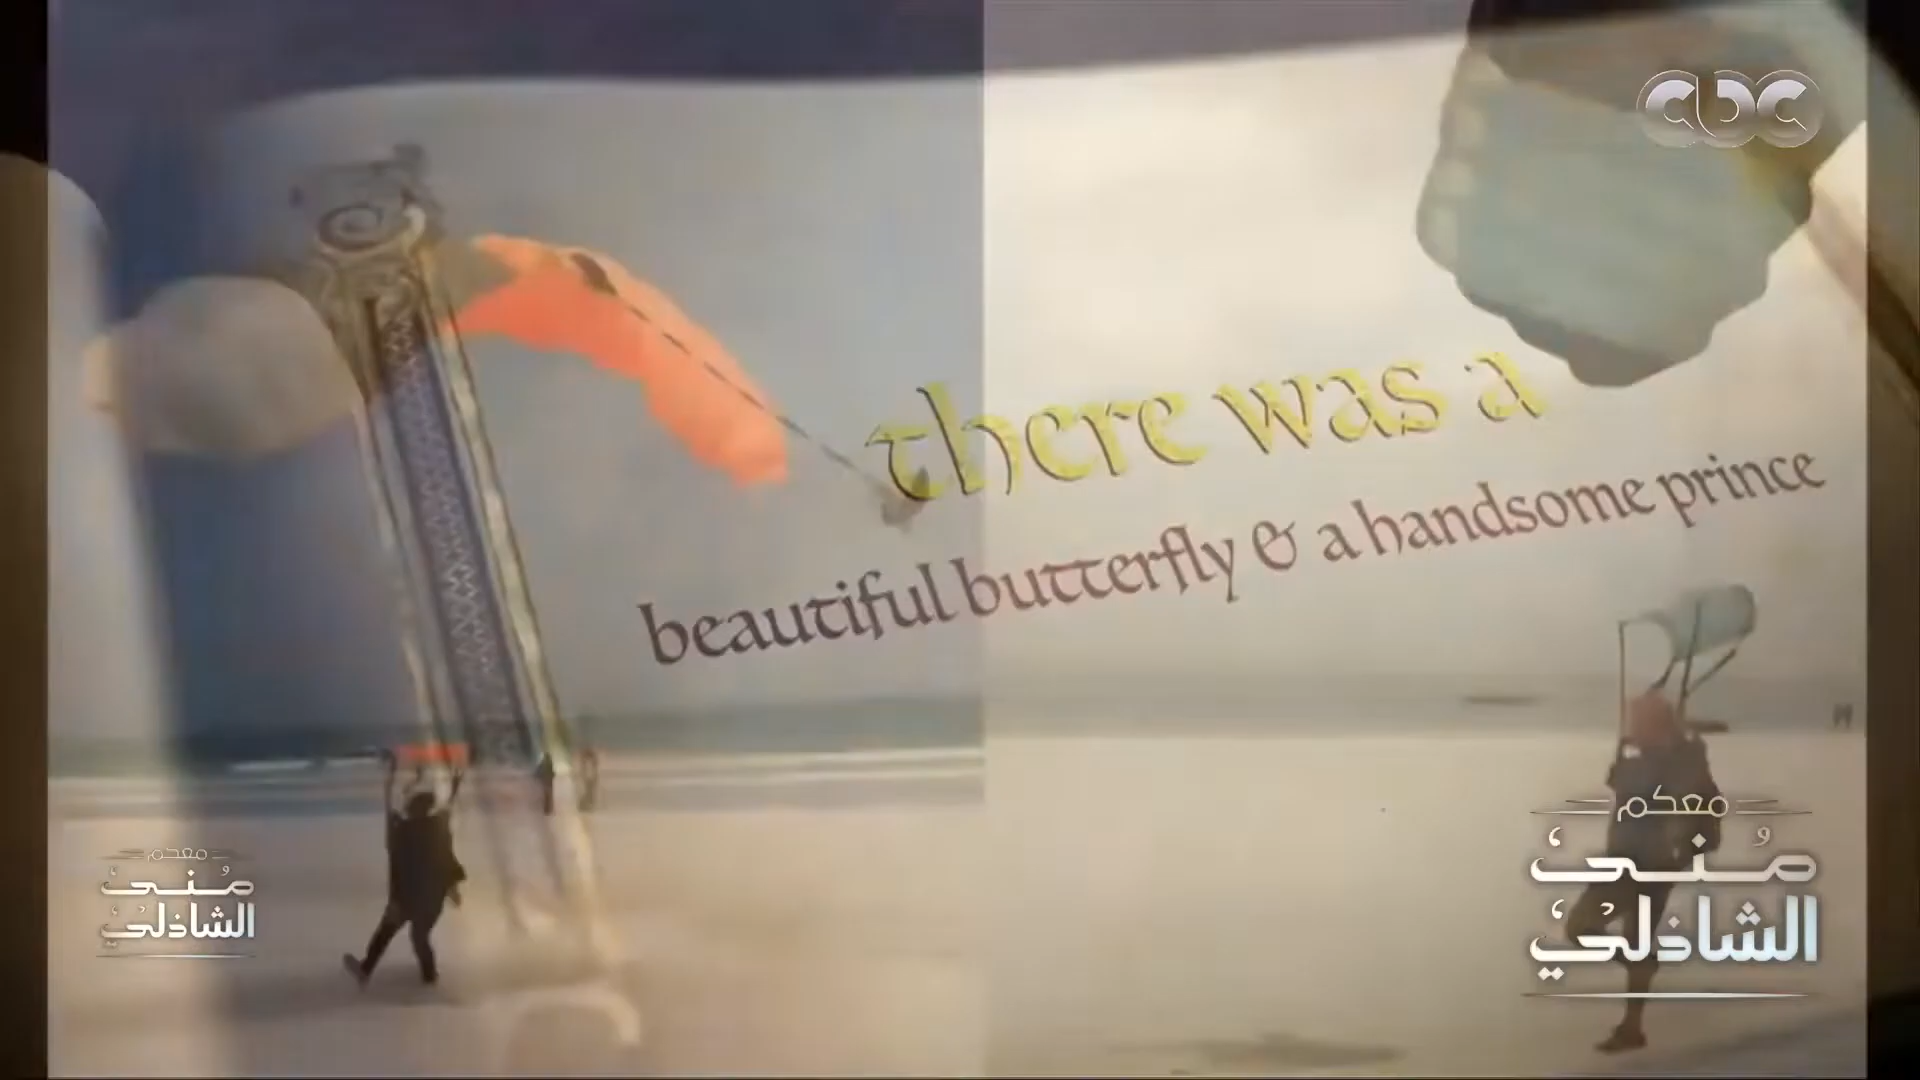 cbc
there was a
beautiful butterfly & a handsome prince
معكم
مُنى
الشاذلي
معكم
مُنى
الشاذلي